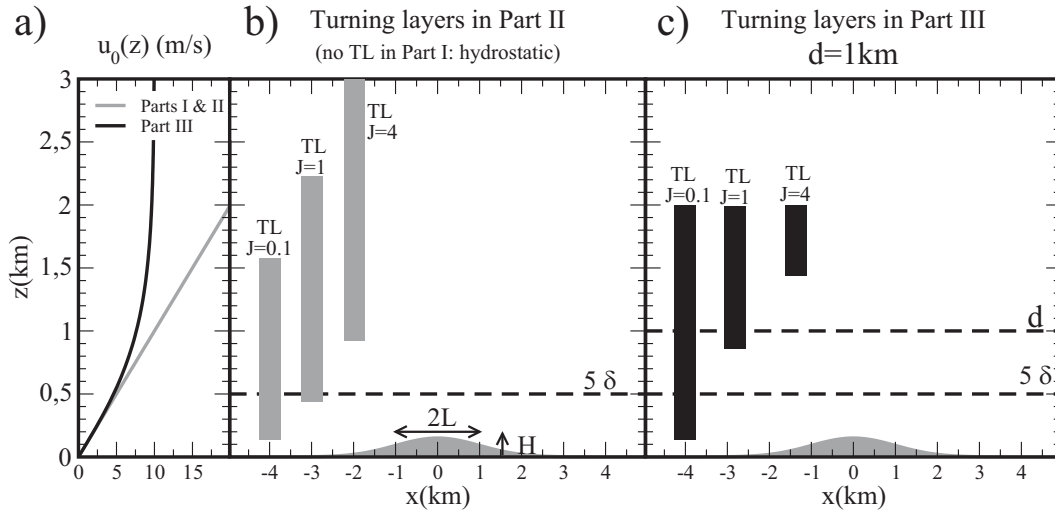 a)
u₀(z) (m/s)
b) Turning layers in Part II
(no TL in Part I: hydrostatic)
c) Turning layers in Part III
d=1km
3
2,5
2
1,5
1
0,5
0
z(km)
Parts I & II
Part III
0 5 10 15
TL
J=0.1
TL
J=1
TL
J=4
5 δ
2L
H
-4 -3 -2 -1 0 1 2 3 4
x(km)
TL
J=0.1
TL
J=1
TL
J=4
d
5 δ
-5 -4 -3 -2 -1 0 1 2 3 4
x(km)